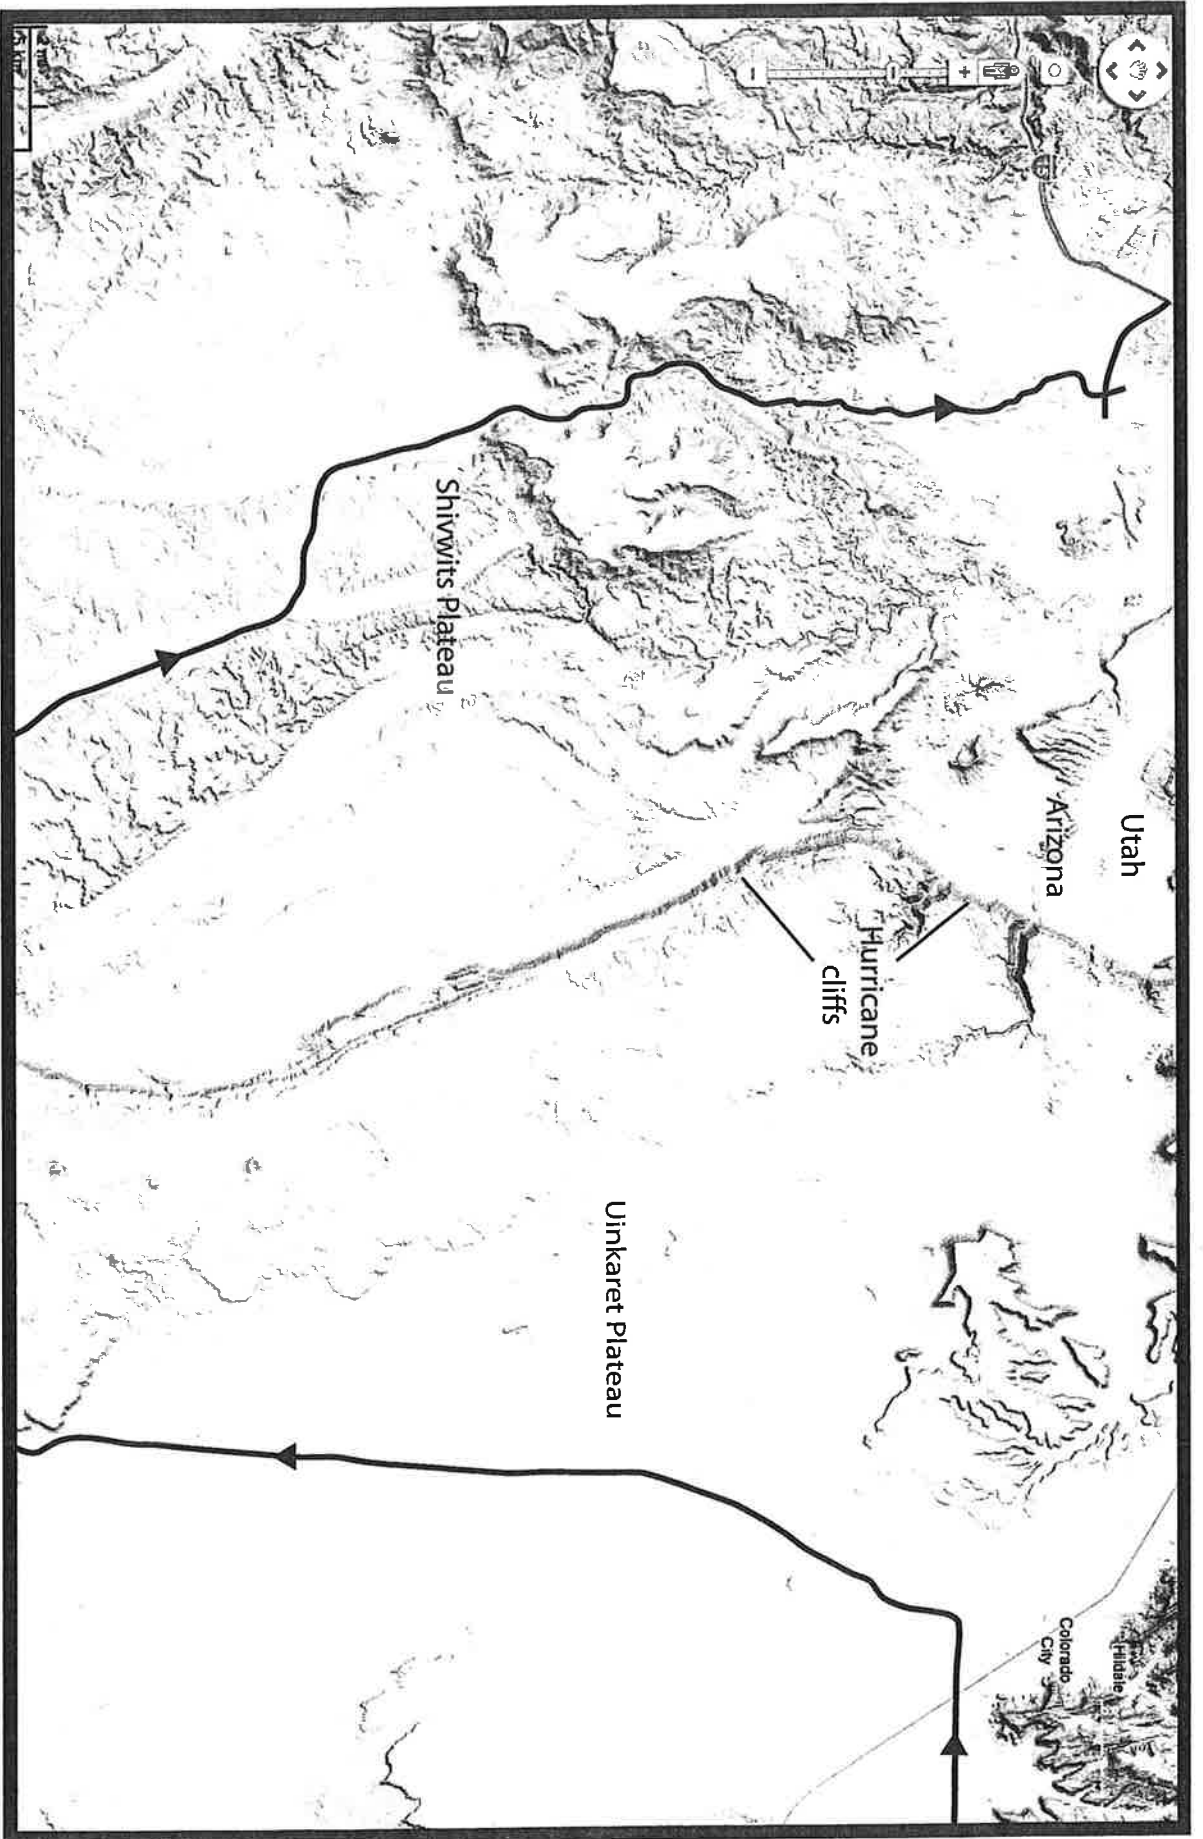 Utah
Arizona
Hurricane
cliffs
Shivwits Plateau
Uinkaret Plateau
Hildale
Colorado
City